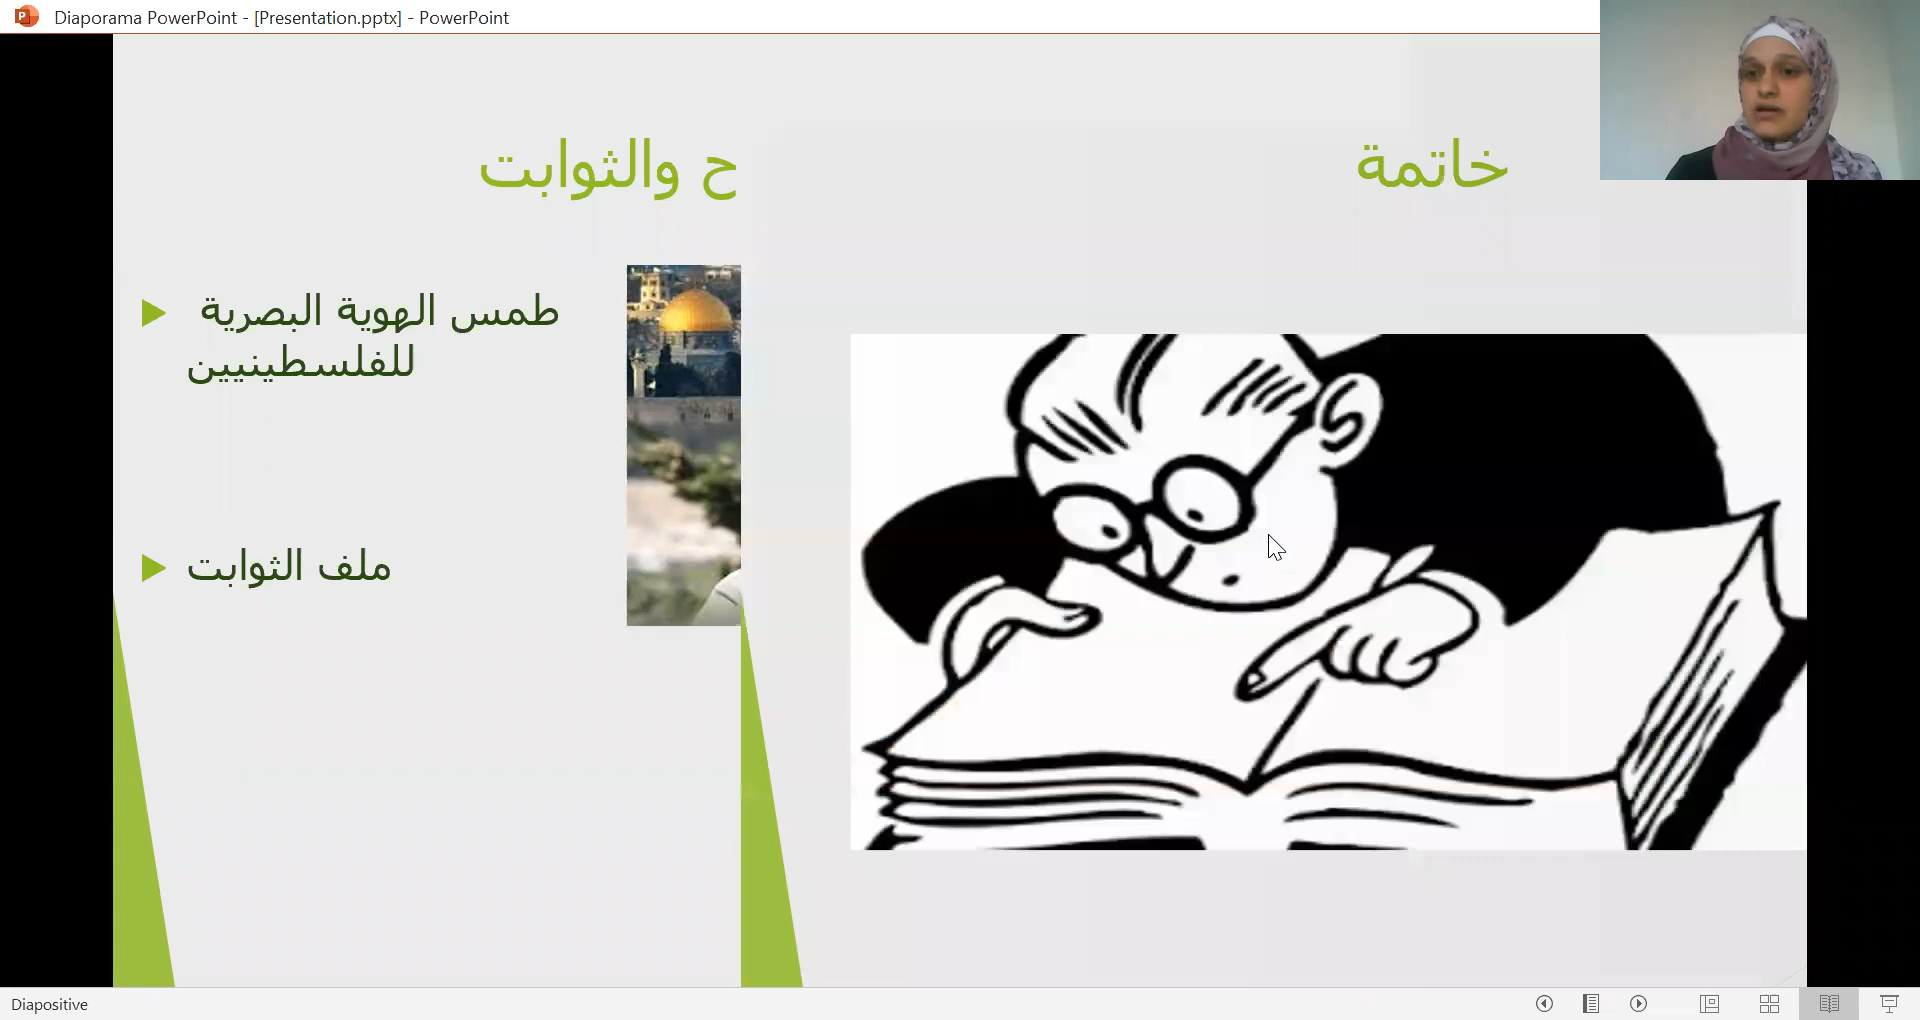 Diaporama PowerPoint - [Presentation.pptx] - PowerPoint
خاتمة
ح والثوابت
طمس الهوية البصرية
للفلسطينيين
ملف الثوابت
Diapositive